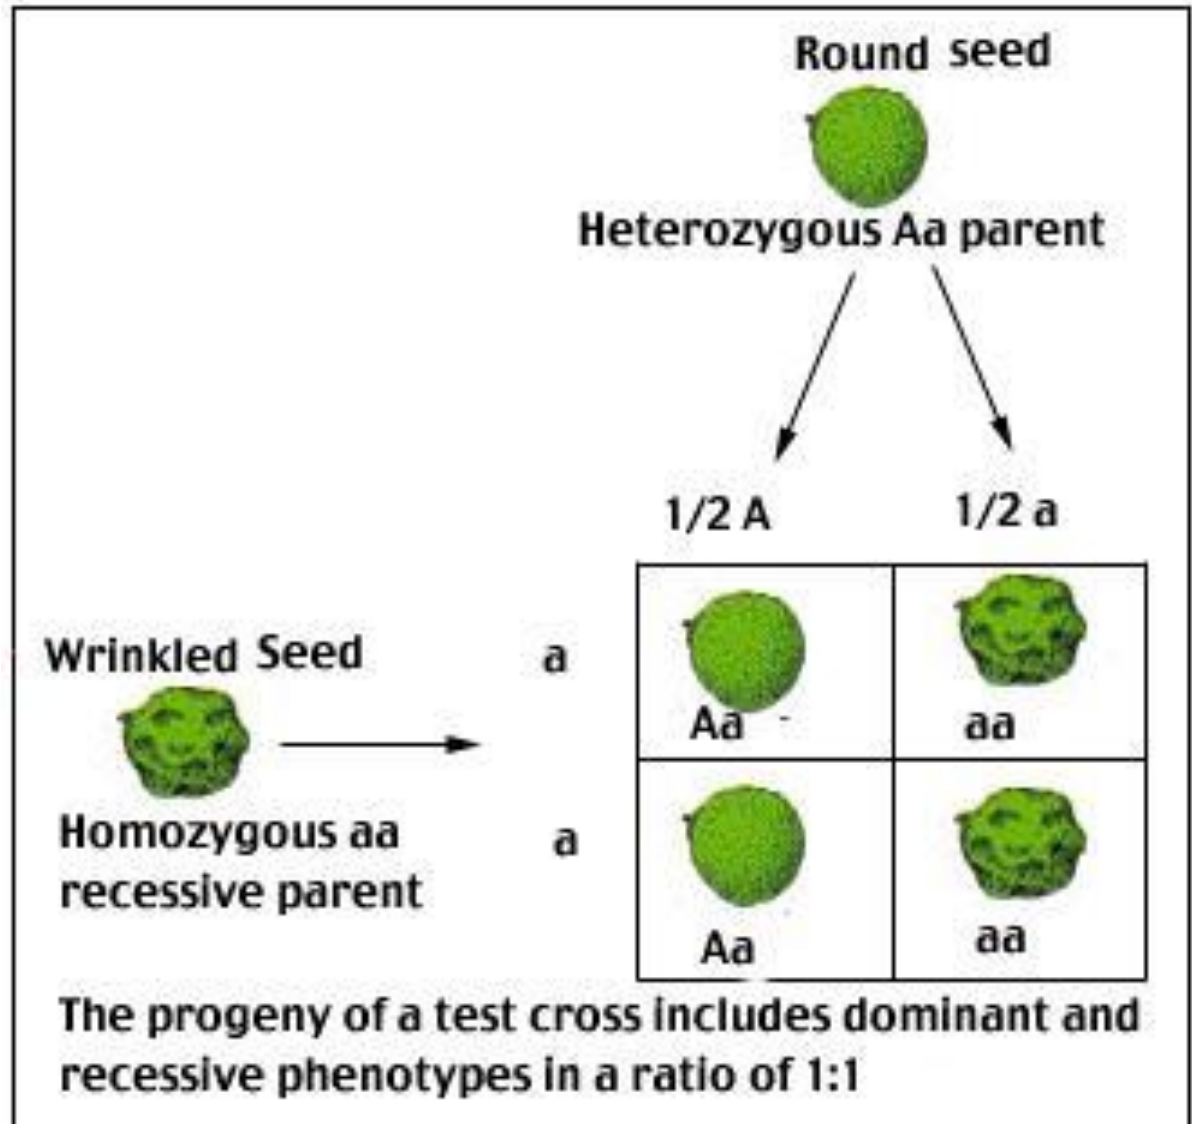 Round seed
Heterozygous Aa parent
1/2 A 1/2 a
Wrinkled Seed a
Aa aa
Homozygous aa a
recessive parent
Aa aa
The progeny of a test cross includes dominant and
recessive phenotypes in a ratio of 1:1